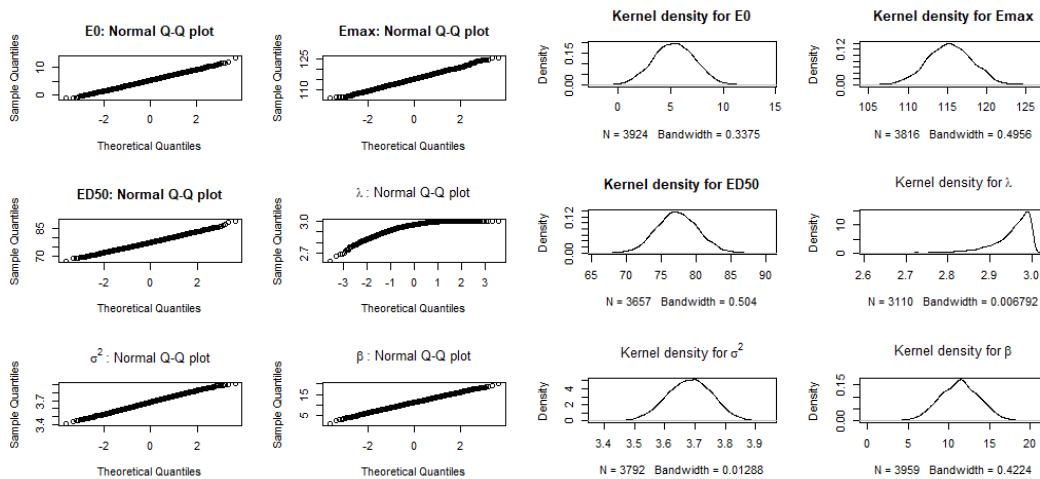 E0: Normal Q-Q plot
Sample Quantiles
0 10
-2 0 2
Theoretical Quantiles
Emax: Normal Q-Q plot
Sample Quantiles
110 125
-2 0 2
Theoretical Quantiles
Kernel density for E0
Density
0.00 0.15
0 5 10 15
N = 3924 Bandwidth = 0.3375
Kernel density for Emax
Density
0.00 0.12
105 110 115 120 125
N = 3816 Bandwidth = 0.4956
ED50: Normal Q-Q plot
Sample Quantiles
70 85
-2 0 2
Theoretical Quantiles
λ : Normal Q-Q plot
Sample Quantiles
2.7 3.0
-3 -2 -1 0 1 2 3
Theoretical Quantiles
Kernel density for ED50
Density
0.00 0.12
65 70 75 80 85 90
N = 3657 Bandwidth = 0.504
Kernel density for λ
Density
0 10
2.6 2.7 2.8 2.9 3.0
N = 3110 Bandwidth = 0.006792
σ² : Normal Q-Q plot
Sample Quantiles
3.4 3.7
-2 0 2
Theoretical Quantiles
β : Normal Q-Q plot
Sample Quantiles
5 15
-2 0 2
Theoretical Quantiles
Kernel density for σ²
Density
0 2 4
3.4 3.5 3.6 3.7 3.8 3.9
N = 3792 Bandwidth = 0.01288
Kernel density for β
Density
0.00 0.15
0 5 10 15 20
N = 3959 Bandwidth = 0.4224